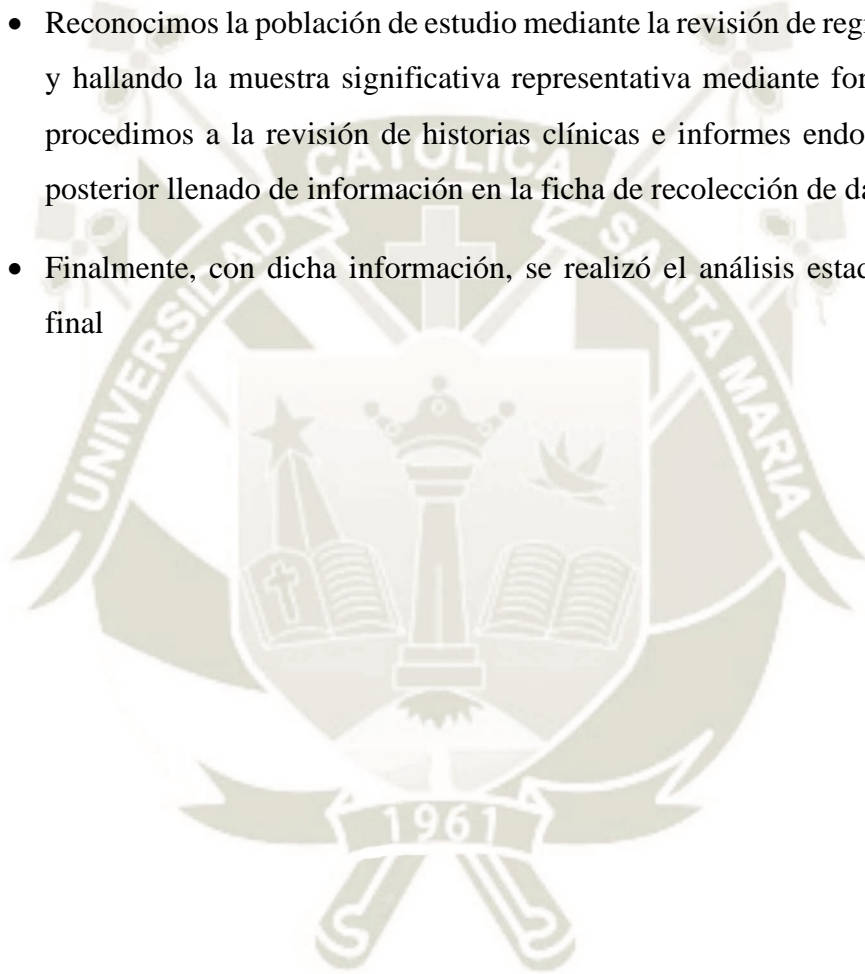 • Reconocimos la población de estudio mediante la revisión de
y hallando la muestra significativa representativa mediante
procedimos a la revisión de historias clínicas e informes
posterior llenado de información en la ficha de recolección de
• Finalmente, con dicha información, se realizó el análisis
final
UNIVERSIDAD CATOLICA SANTA MARIA
1961